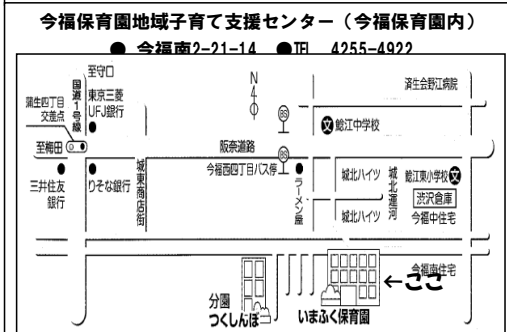 今福保育園地域子育て支援センター（今福保育園内）
● 今福南2-21-14 ●℡ 4255-4922
至守口
国道1号線
蒲生四丁目
交差点
東京三菱
UFJ銀行
N
BS
済生会野江病院
文 鯰江中学校
至梅田
阪奈道路
BS
今福西四丁目バス停
三井住友
銀行
りそな銀行
城東商店街
ラーメン屋
城北ハイツ
城北ハイツ
城北運河
鯰江東小学校 文
渋沢倉庫
今福中住宅
今福南住宅
←ここ
分園
つくしんぼ
いまふく保育園